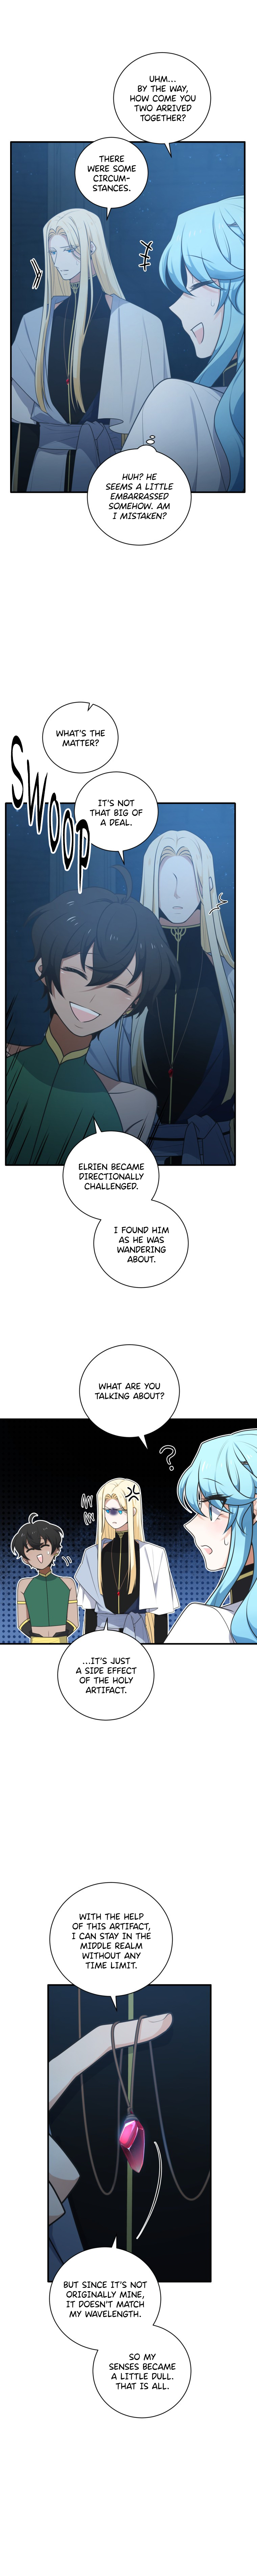 UHM...
BY THE WAY,
HOW COME YOU
TWO ARRIVED
TOGETHER?
THERE
WERE SOME
CIRCUM-
STANCES.
HUH? HE
SEEMS A LITTLE
EMBARRASSED
SOMEHOW. AM
I MISTAKEN?
WHAT'S THE
MATTER?
SWOOP
IT'S NOT
THAT BIG OF
A DEAL.
ELRIEN BECAME
DIRECTIONALLY
CHALLENGED.
I FOUND HIM
AS HE WAS
WANDERING
ABOUT.
WHAT ARE YOU
TALKING ABOUT?
?
...IT'S JUST
A SIDE EFFECT
OF THE HOLY
ARTIFACT.
WITH THE HELP
OF THIS ARTIFACT,
I CAN STAY IN THE
MIDDLE REALM
WITHOUT ANY
TIME LIMIT.
BUT SINCE IT'S NOT
ORIGINALLY MINE,
IT DOESN'T MATCH
MY WAVELENGTH.
SO MY
SENSES BECAME
A LITTLE DULL.
THAT IS ALL.